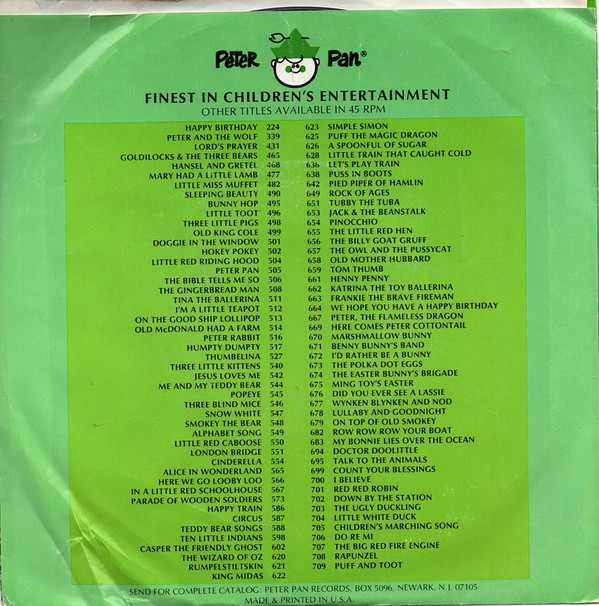 Peter Pan®
FINEST IN CHILDREN'S ENTERTAINMENT
OTHER TITLES AVAILABLE IN 45 RPM
HAPPY BIRTHDAY 224
PETER AND THE WOLF 339
LORD'S PRAYER 431
GOLDILOCKS & THE THREE BEARS 465
HANSEL AND GRETEL 468
MARY HAD A LITTLE LAMB 477
LITTLE MISS MUFFET 482
SLEEPING BEAUTY 490
BUNNY HOP 495
LITTLE TOOT 496
THREE LITTLE PIGS 498
OLD KING COLE 499
DOGGIE IN THE WINDOW 501
HOKEY POKEY 502
LITTLE RED RIDING HOOD 504
PETER PAN 505
THE BIBLE TELLS ME SO 506
THE GINGERBREAD MAN 508
TINA THE BALLERINA 511
I'M A LITTLE TEAPOT 512
ON THE GOOD SHIP LOLLIPOP 513
OLD McDONALD HAD A FARM 514
PETER RABBIT 516
HUMPTY DUMPTY 517
THUMBELINA 527
THREE LITTLE KITTENS 540
JESUS LOVES ME 542
ME AND MY TEDDY BEAR 544
POPEYE 545
THREE BLIND MICE 546
SNOW WHITE 547
SMOKEY THE BEAR 548
ALPHABET SONG 549
LITTLE RED CABOOSE 550
LONDON BRIDGE 551
CINDERELLA 554
ALICE IN WONDERLAND 565
HERE WE GO LOOBY LOO 566
IN A LITTLE RED SCHOOLHOUSE 567
PARADE OF WOODEN SOLDIERS 573
HAPPY TRAIN 586
CIRCUS 587
TEDDY BEAR SONGS 588
TEN LITTLE INDIANS 598
CASPER THE FRIENDLY GHOST 602
THE WIZARD OF OZ 620
RUMPELSTILTSKIN 621
KING MIDAS 622
623 SIMPLE SIMON
625 PUFF THE MAGIC DRAGON
626 A SPOONFUL OF SUGAR
628 LITTLE TRAIN THAT CAUGHT COLD
636 LET'S PLAY TRAIN
638 PUSS IN BOOTS
642 PIED PIPER OF HAMLIN
649 ROCK OF AGES
651 TUBBY THE TUBA
653 JACK & THE BEANSTALK
654 PINOCCHIO
655 THE LITTLE RED HEN
656 THE BILLY GOAT GRUFF
657 THE OWL AND THE PUSSYCAT
658 OLD MOTHER HUBBARD
659 TOM THUMB
661 HENNY PENNY
662 KATRINA THE TOY BALLERINA
663 FRANKIE THE BRAVE FIREMAN
664 WE HOPE YOU HAVE A HAPPY BIRTHDAY
667 PETER, THE FLAMELESS DRAGON
669 HERE COMES PETER COTTONTAIL
670 MARSHMALLOW BUNNY
671 BENNY BUNNY'S BAND
672 I'D RATHER BE A BUNNY
673 THE POLKA DOT EGGS
674 THE EASTER BUNNY'S BRIGADE
675 MING TOY'S EASTER
676 DID YOU EVER SEE A LASSIE
677 WYNKEN BLYNKEN AND NOD
678 LULLABY AND GOODNIGHT
679 ON TOP OF OLD SMOKEY
682 ROW ROW ROW YOUR BOAT
683 MY BONNIE LIES OVER THE OCEAN
694 DOCTOR DOOLITTLE
695 TALK TO THE ANIMALS
699 COUNT YOUR BLESSINGS
700 I BELIEVE
701 RED RED ROBIN
702 DOWN BY THE STATION
703 THE UGLY DUCKLING
704 LITTLE WHITE DUCK
705 CHILDREN'S MARCHING SONG
706 DO RE MI
707 THE BIG RED FIRE ENGINE
708 RAPUNZEL
709 PUFF AND TOOT
SEND FOR COMPLETE CATALOG: PETER PAN RECORDS, BOX 5096, NEWARK, N.J. 07105
MADE & PRINTED IN U.S.A.